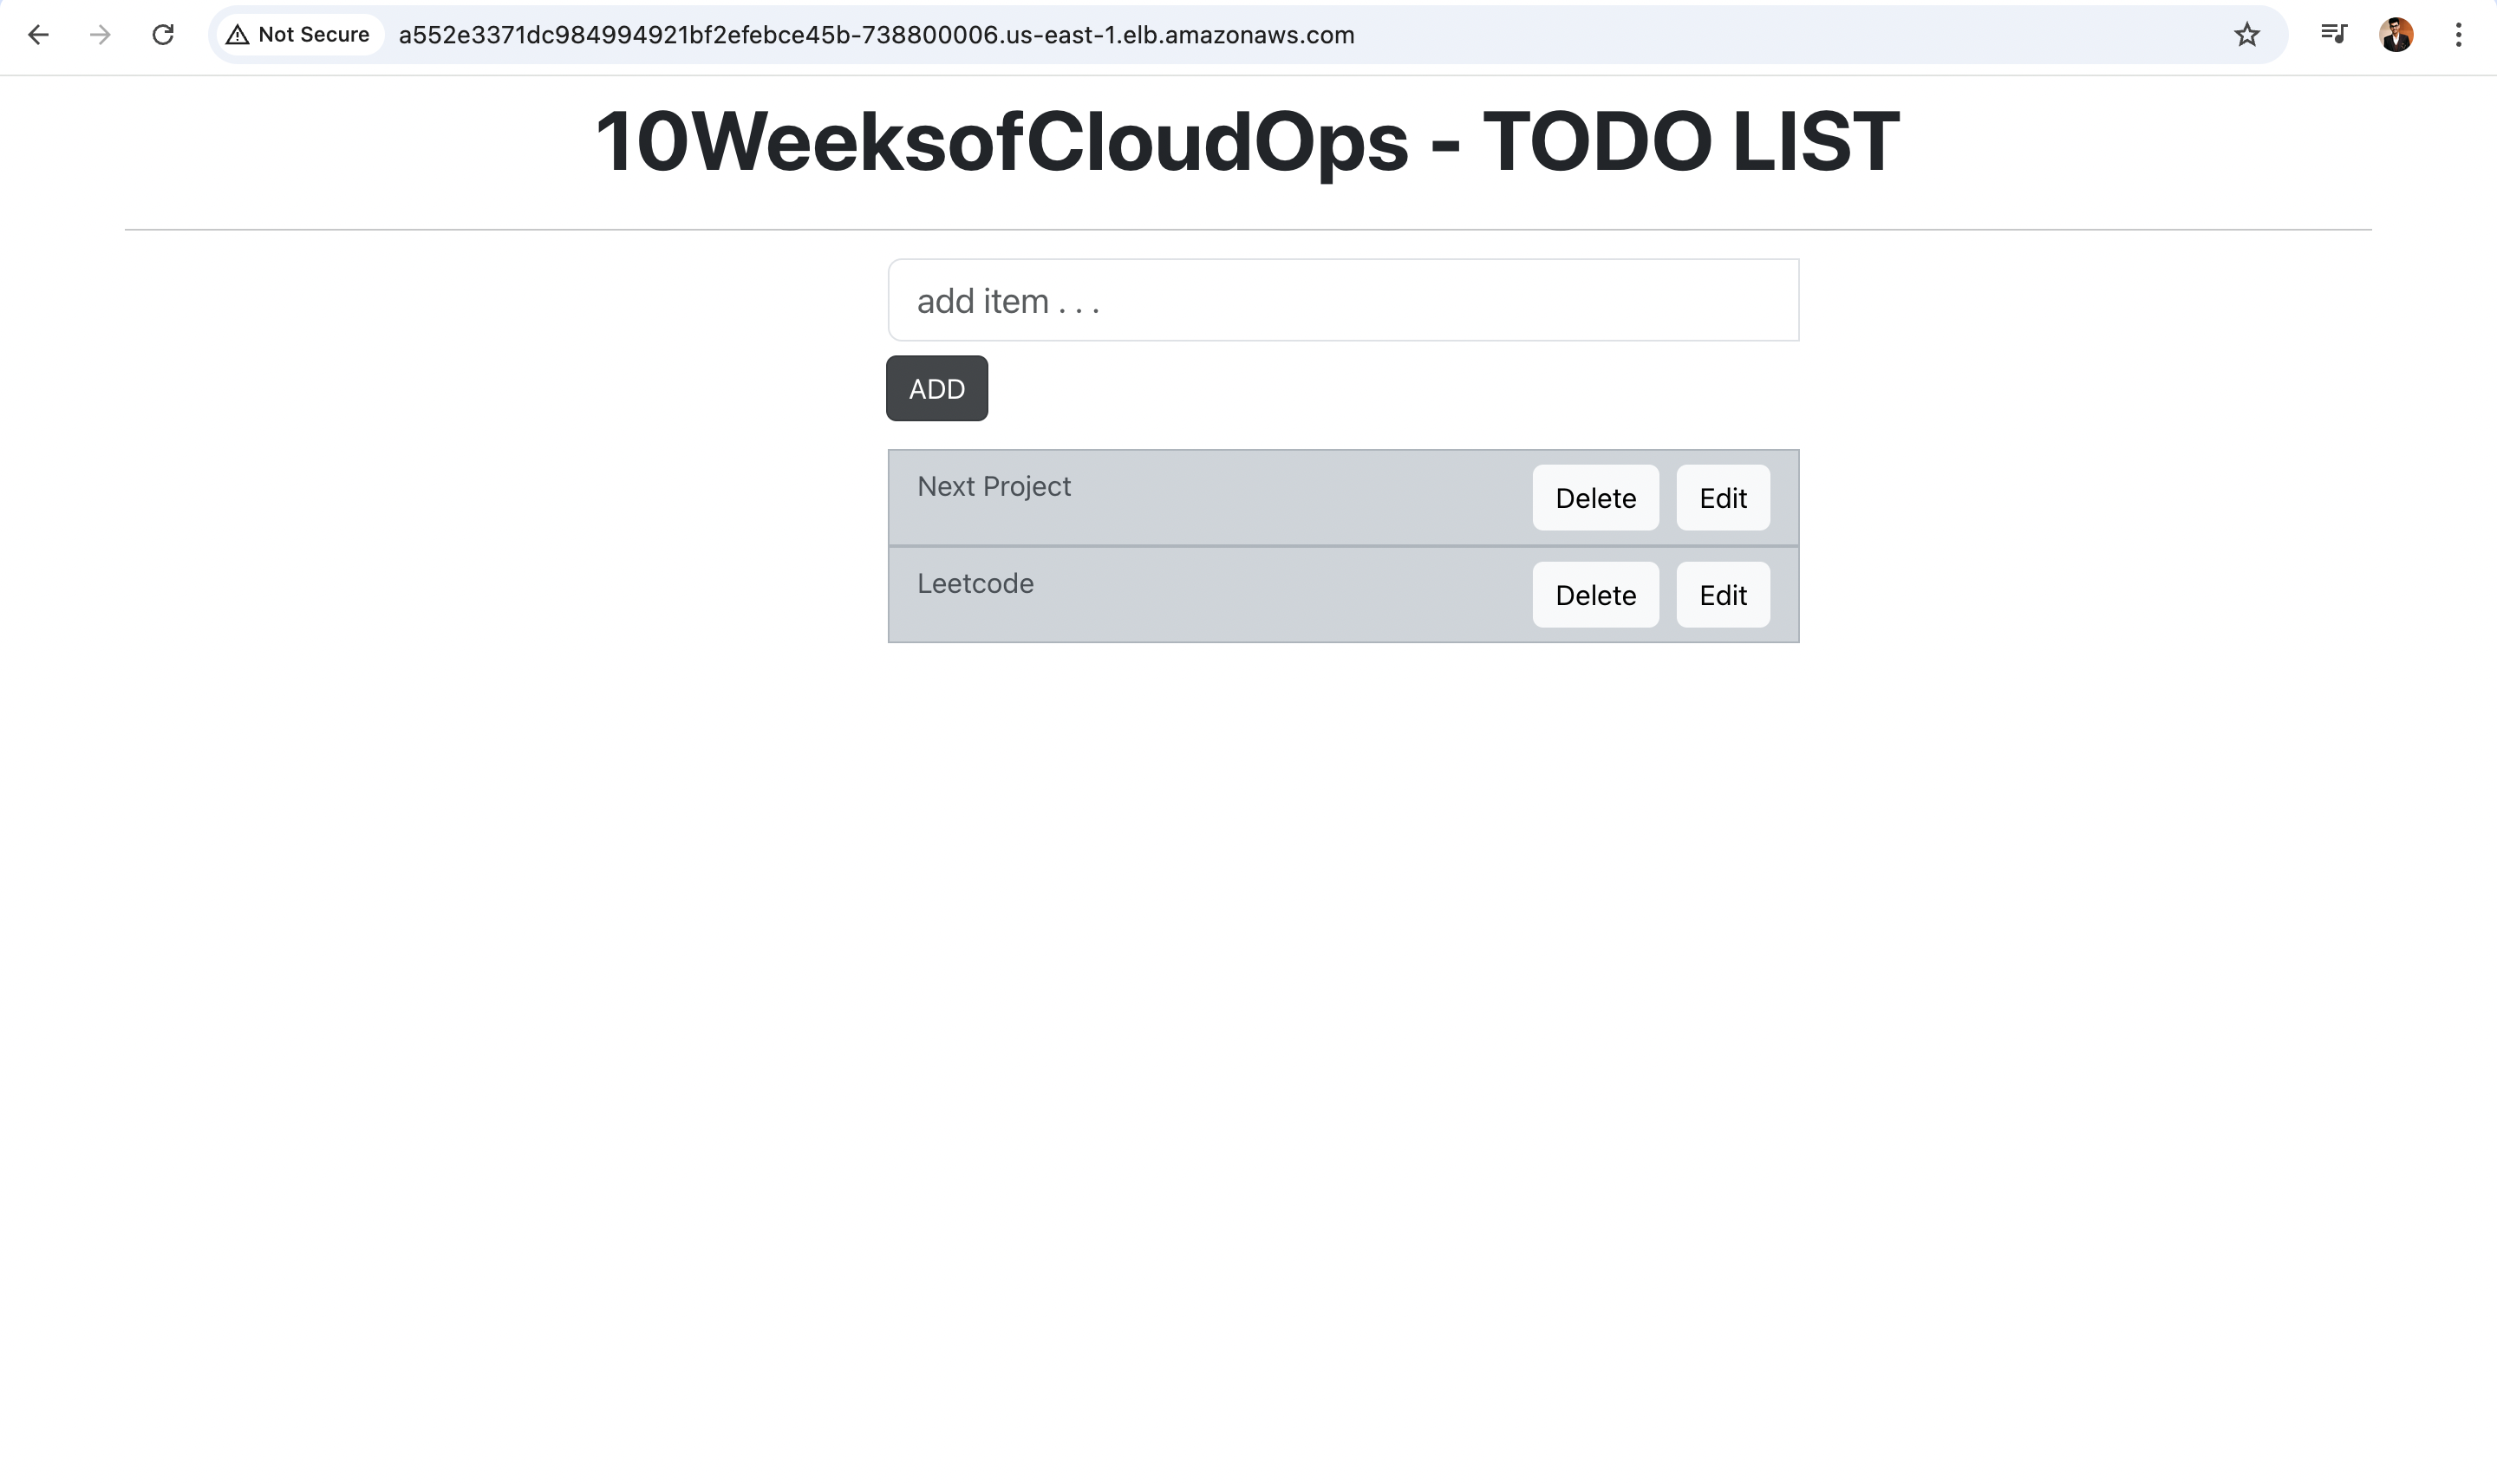 Not Secure a552e3371dc984994921bf2efebce45b-738800006.us-east-1.elb.amazonaws.com
10WeeksofCloudOps - TODO LIST
add item . . .
ADD
Next Project Delete Edit
Leetcode Delete Edit